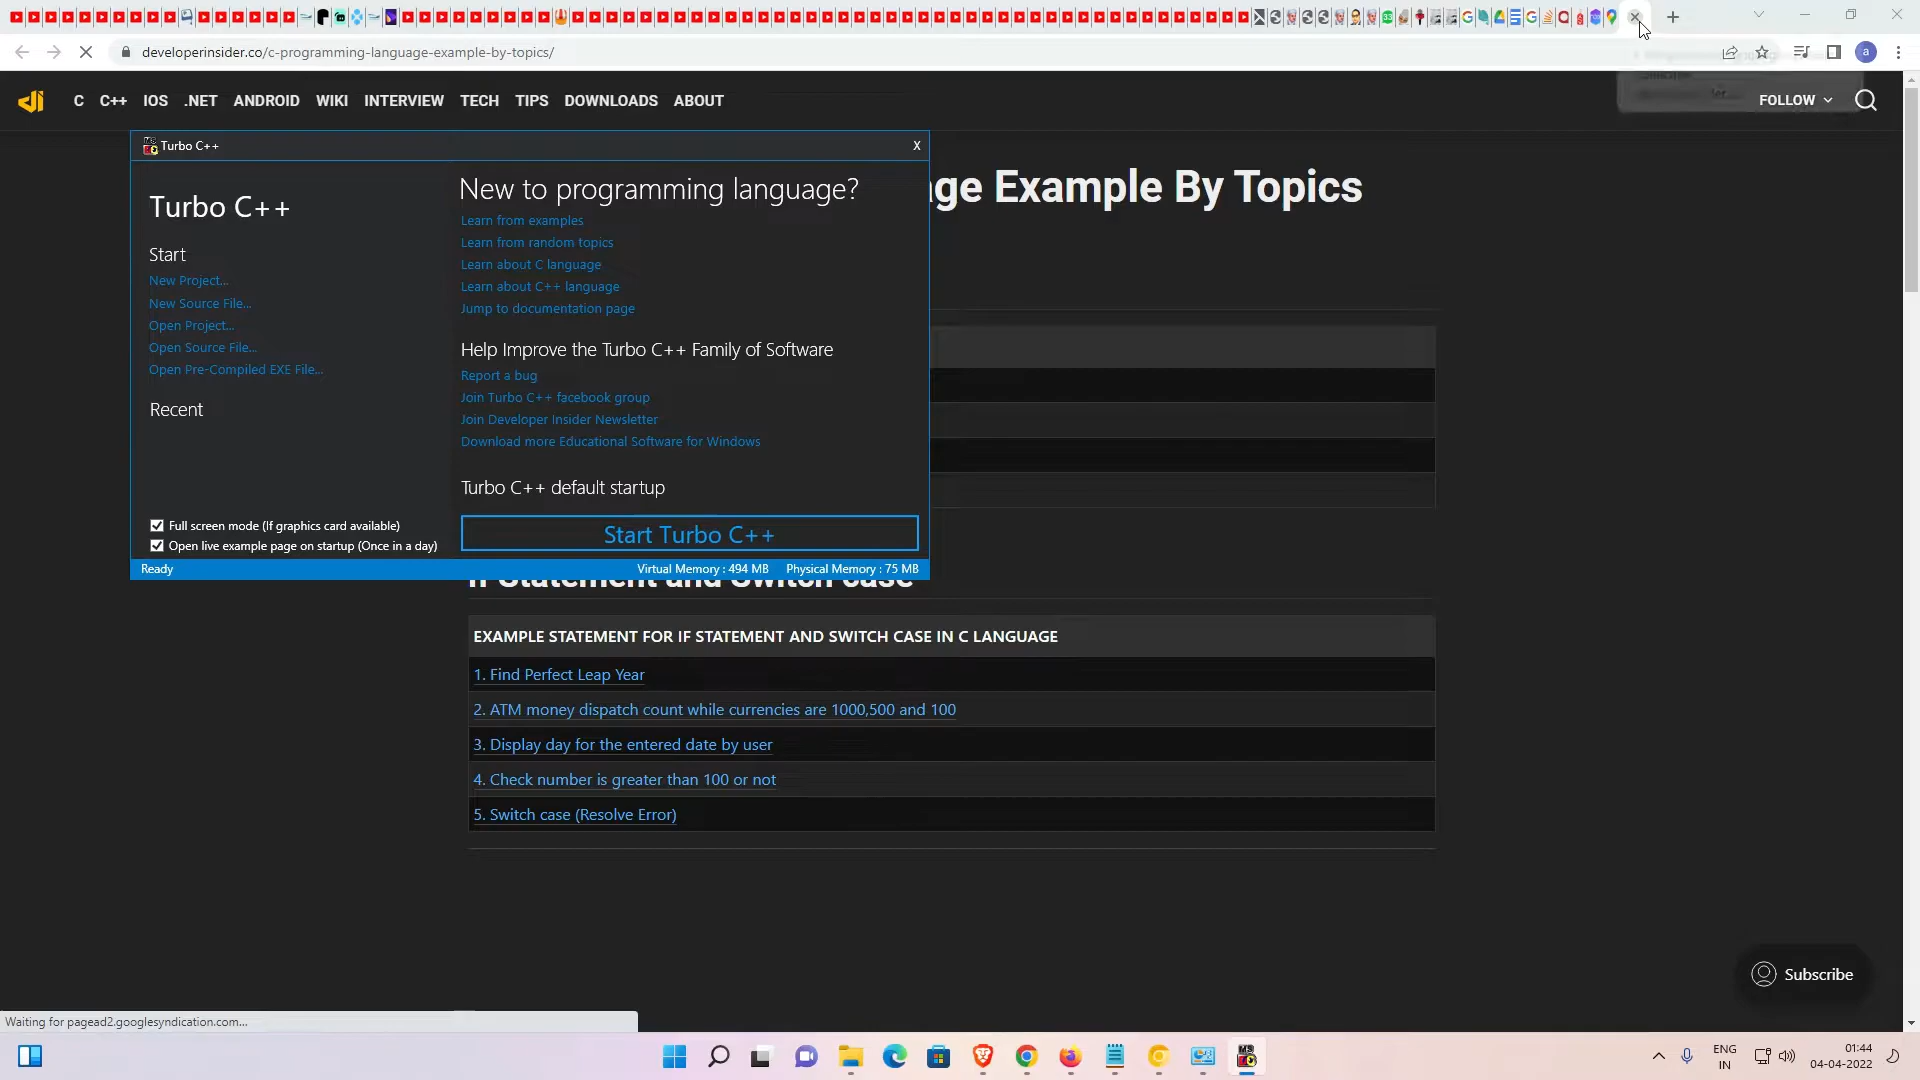 developerinsider.co/c-programming-language-example-by-topics/
a
C C++ IOS .NET ANDROID WIKI INTERVIEW TECH TIPS DOWNLOADS ABOUT
FOLLOW
Turbo C++
X
ge Example By Topics
Turbo C++
Start
New Project...
New Source File...
Open Project...
Open Source File...
Open Pre-Compiled EXE File...
Recent
Full screen mode (If graphics card available)
Open live example page on startup (Once in a day)
New to programming language?
Learn from examples
Learn from random topics
Learn about C language
Learn about C++ language
Jump to documentation page
Help Improve the Turbo C++ Family of Software
Report a bug
Join Turbo C++ facebook group
Join Developer Insider Newsletter
Download more Educational Software for Windows
Turbo C++ default startup
Start Turbo C++
Ready
Virtual Memory : 494 MB
Physical Memory : 75 MB
If Statement and Switch case
EXAMPLE STATEMENT FOR IF STATEMENT AND SWITCH CASE IN C LANGUAGE
1. Find Perfect Leap Year
2. ATM money dispatch count while currencies are 1000,500 and 100
3. Display day for the entered date by user
4. Check number is greater than 100 or not
5. Switch case (Resolve Error)
Subscribe
Waiting for pagead2.googlesyndication.com...
ENG
IN
01:44
04-04-2022